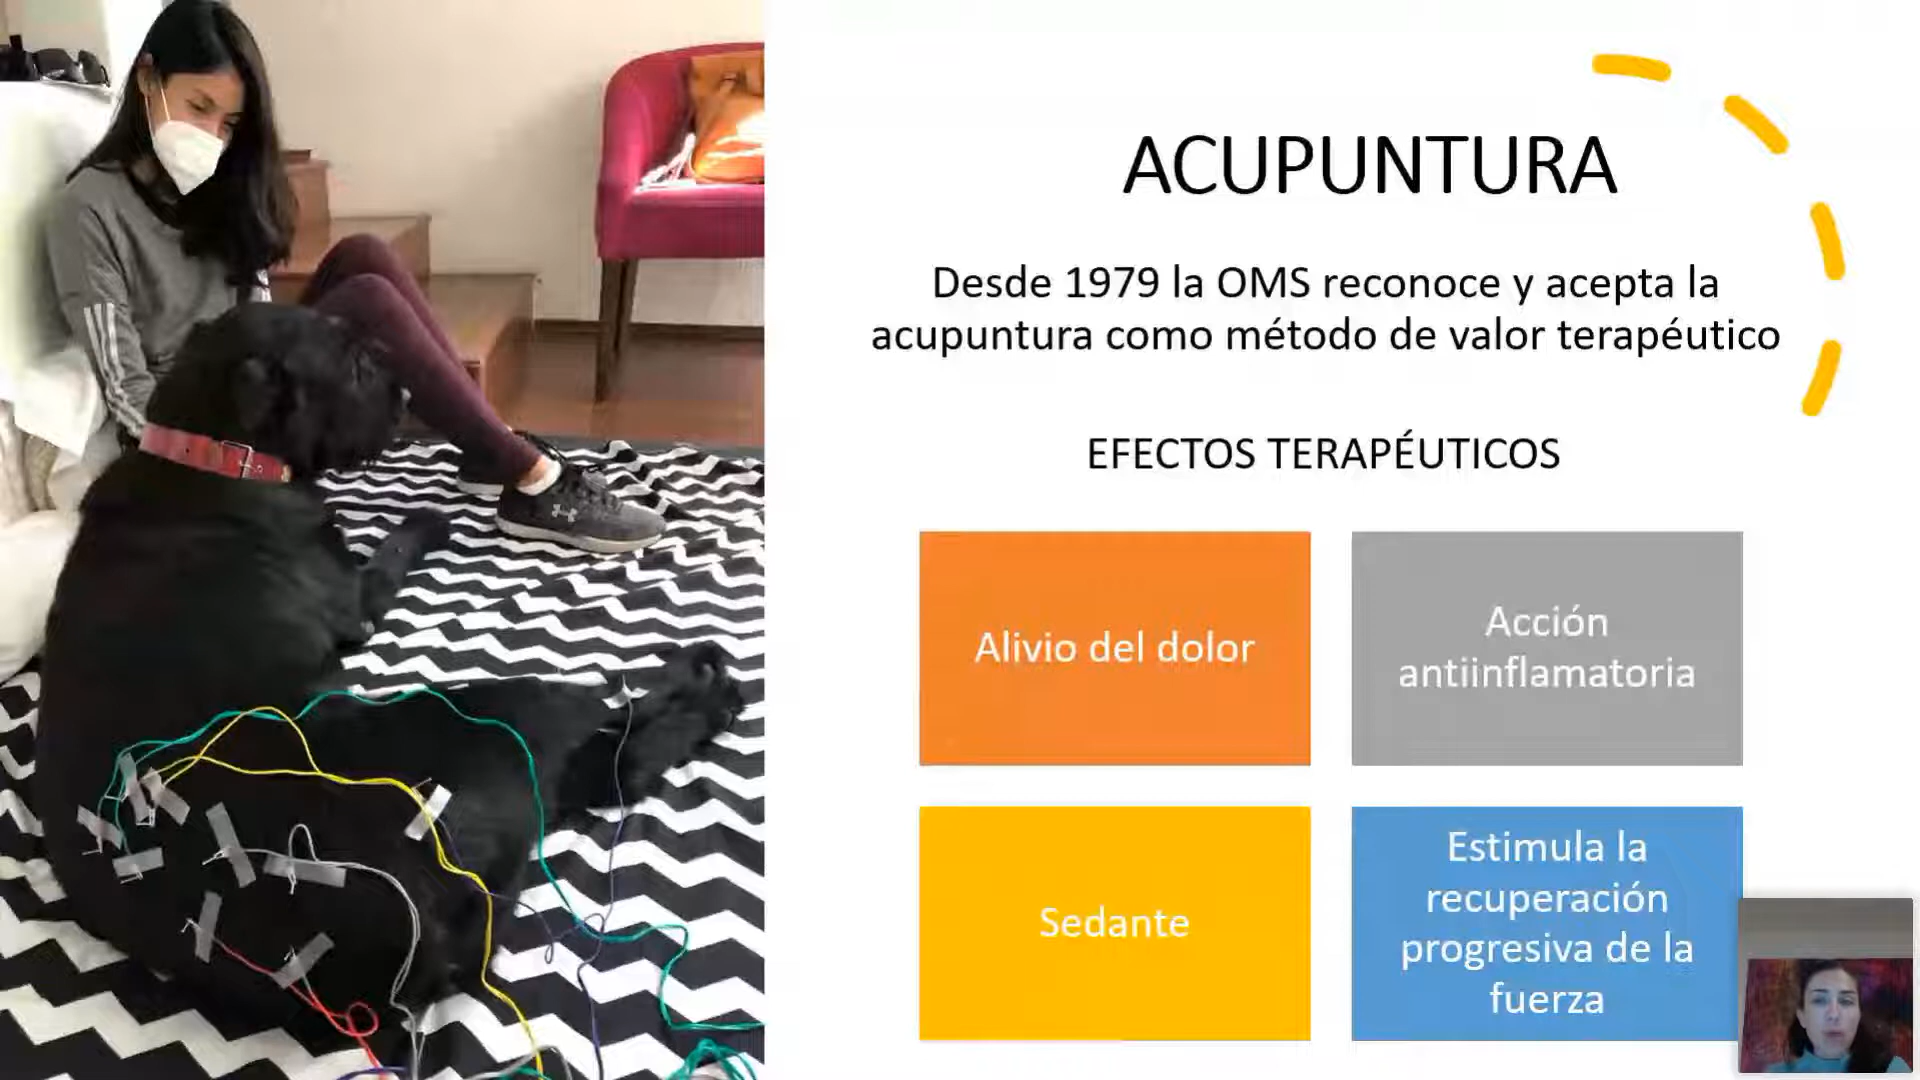 ACUPUNTURA
Desde 1979 la OMS reconoce y acepta la
acupuntura como método de valor terapéutico
EFECTOS TERAPÉUTICOS
Alivio del dolor
Acción
antiinflamatoria
Sedante
Estimula la
recuperación
progresiva de la
fuerza